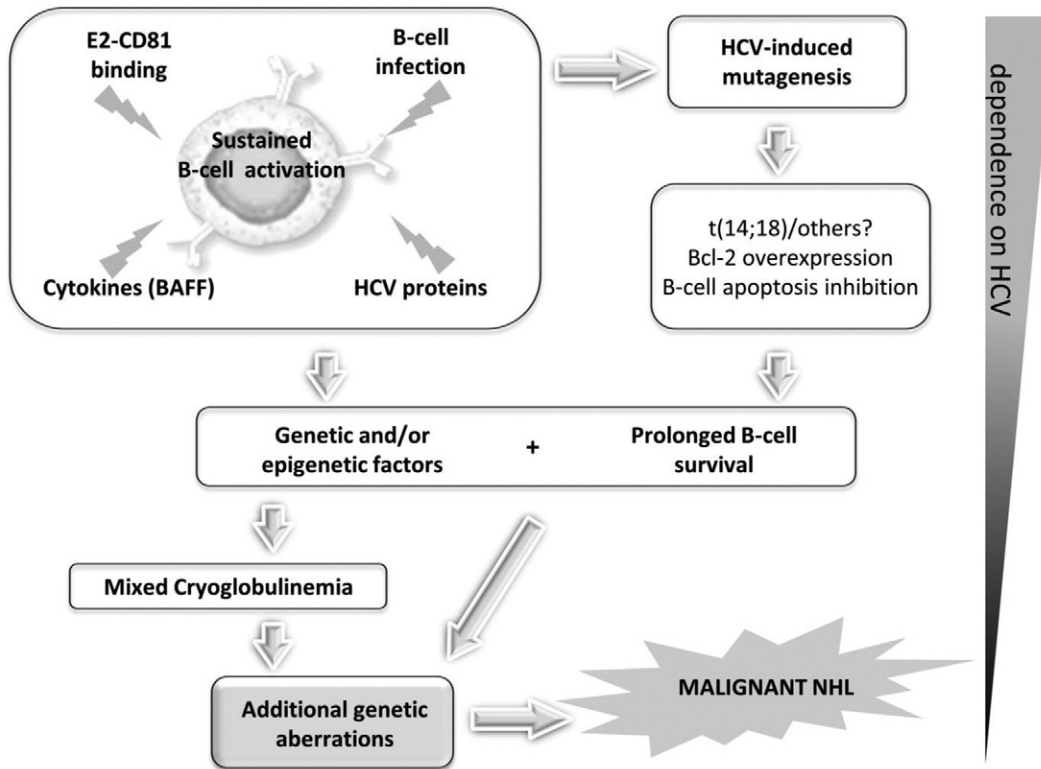 E2-CD81
binding
B-cell
infection
Sustained
B-cell activation
Cytokines (BAFF)
HCV proteins
HCV-induced
mutagenesis
t(14;18)/others?
Bcl-2 overexpression
B-cell apoptosis inhibition
dependence on HCV
Genetic and/or
epigenetic factors
+
Prolonged B-cell
survival
Mixed Cryoglobulinemia
Additional genetic
aberrations
MALIGNANT NHL